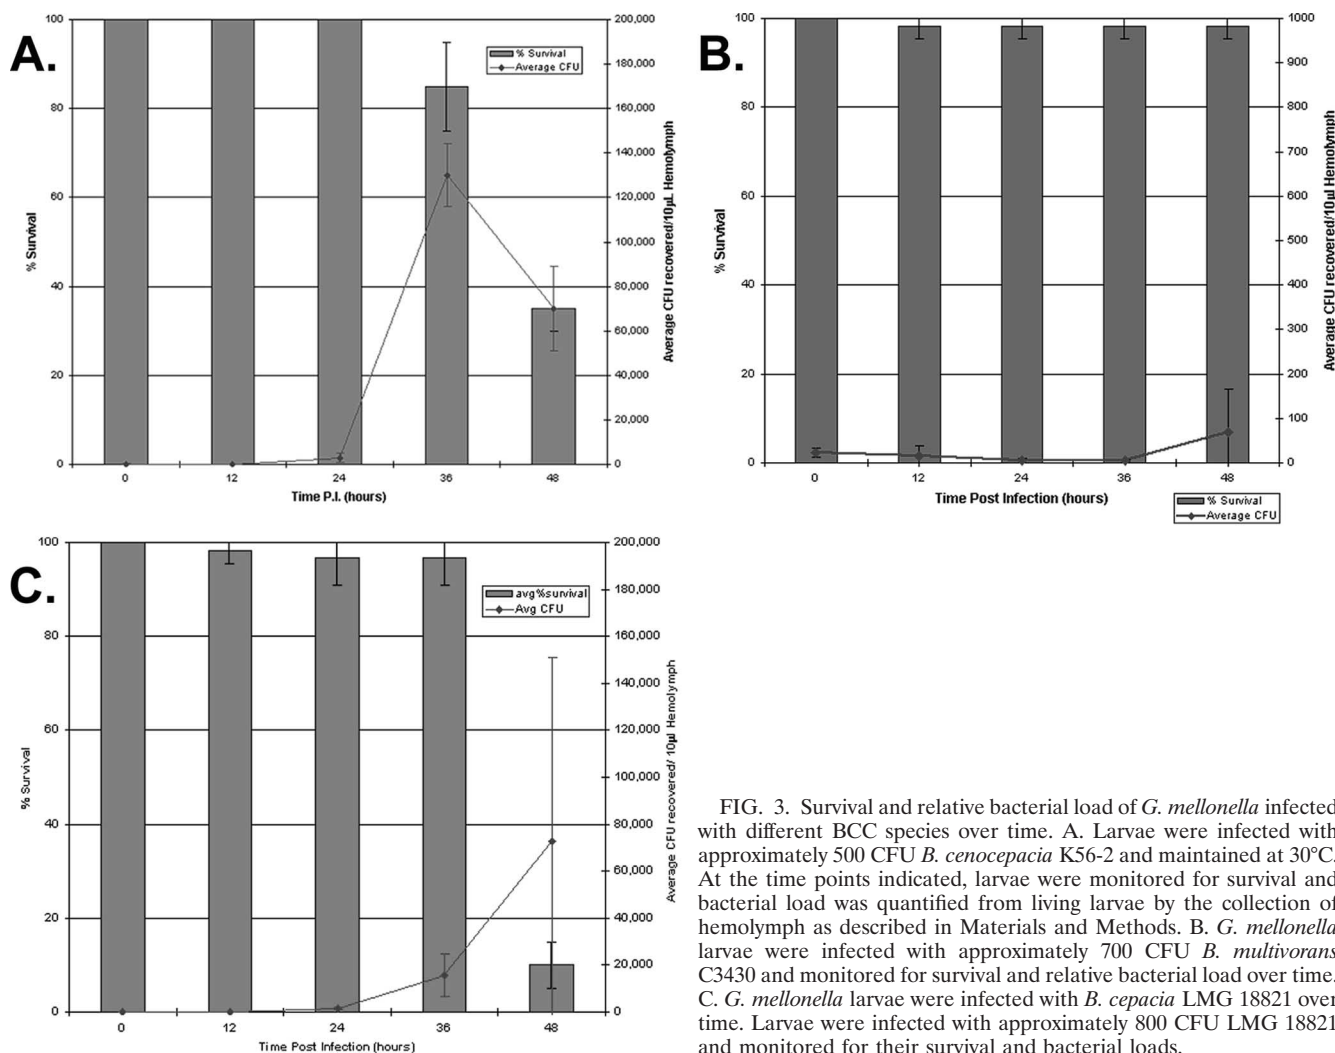 A.
100
80
60
40
20
0
% Survival
200,000
180,000
160,000
140,000
120,000
100,000
80,000
60,000
40,000
20,000
0
Average CFU recovered/10µL Hemolymph
% Survival
Average CFU
0 12 24 36 48
Time P.I. (hours)
B.
100
80
60
40
20
0
% Survival
1000
900
800
700
600
500
400
300
200
100
0
Average CFU recovered/10µl Hemolymph
0 12 24 36 48
Time Post Infection (hours)
% Survival
Average CFU
C.
100
80
60
40
20
0
% Survival
200,000
180,000
160,000
140,000
120,000
100,000
80,000
60,000
40,000
20,000
0
Average CFU recovered/ 10µl Hemolymph
avg%survival
Avg CFU
0 12 24 36 48
Time Post Infection (hours)
FIG. 3. Survival and relative bacterial load of G. mellonella infected
with different BCC species over time. A. Larvae were infected with
approximately 500 CFU B. cenocepacia K56-2 and maintained at 30°C.
At the time points indicated, larvae were monitored for survival and
bacterial load was quantified from living larvae by the collection of
hemolymph as described in Materials and Methods. B. G. mellonella
larvae were infected with approximately 700 CFU B. multivorans
C3430 and monitored for survival and relative bacterial load over time.
C. G. mellonella larvae were infected with B. cepacia LMG 18821 over
time. Larvae were infected with approximately 800 CFU LMG 18821
and monitored for their survival and bacterial loads.